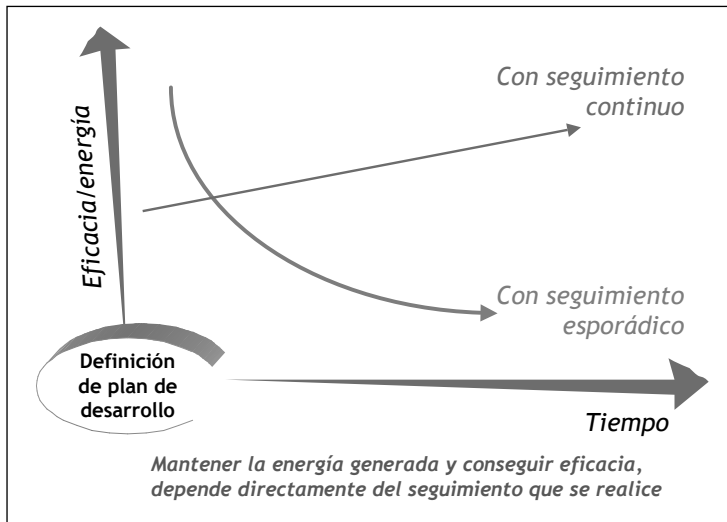 Con seguimiento
continuo
Eficacia/energía
Con seguimiento
esporádico
Definición
de plan de
desarrollo
Tiempo
Mantener la energía generada y conseguir eficacia,
depende directamente del seguimiento que se realice